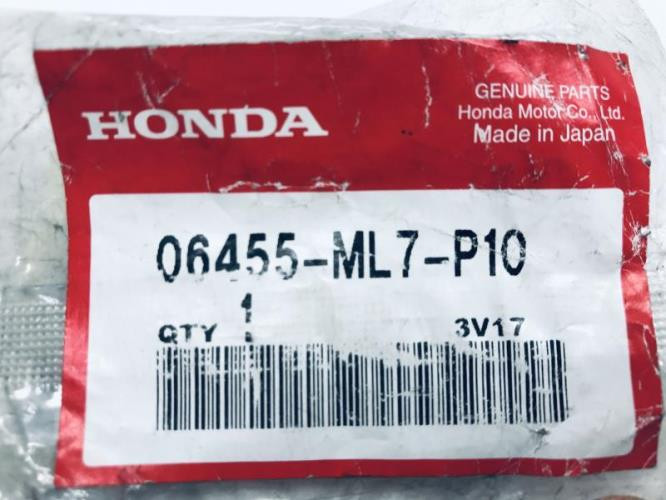 HONDA
GENUINE PARTS
Honda Motor Co., Ltd.
Made in Japan
06455-ML7-P10
QTY 1
3V17